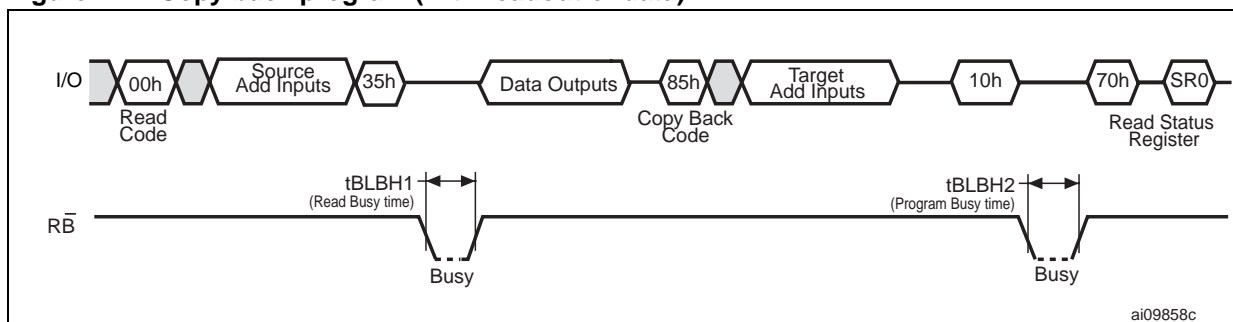 I/O
00h
Source
Add Inputs
35h
Data Outputs
85h
Target
Add Inputs
10h
70h
SR0
Read
Code
Copy Back
Code
Read Status
Register
tBLBH1
(Read Busy time)
tBLBH2
(Program Busy time)
RB̅
Busy
Busy
ai09858c